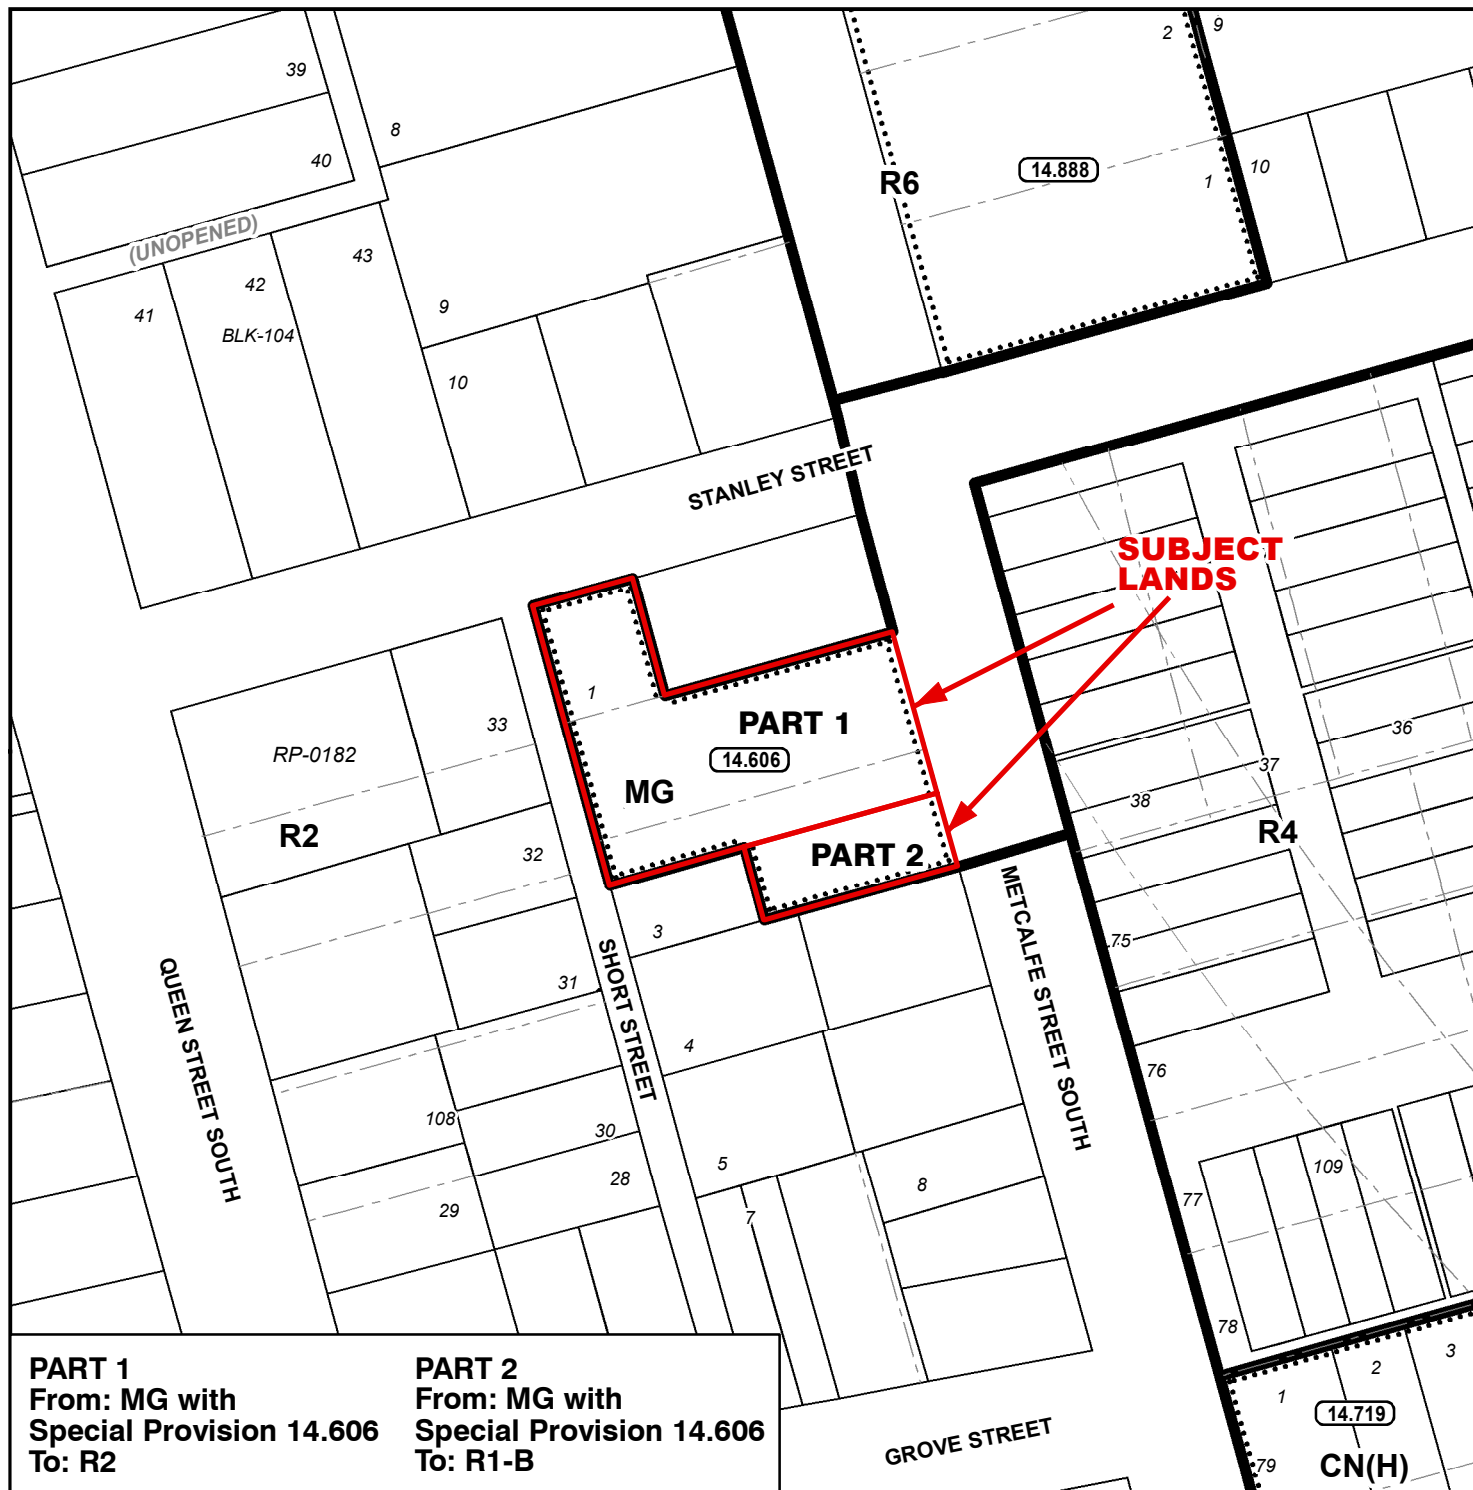 39
2
9
8
40
14.888
10
R6
1
(UNOPENED)
43
42
9
41
BLK-104
10
STANLEY STREET
SUBJECT
LANDS
1
PART 1
33
RP-0182
36
14.606
37
MG
38
R4
R2
32
PART 2
3
75
METCALFE STREET SOUTH
SHORT STREET
31
QUEEN STREET SOUTH
4
76
108
30
5
109
28
8
77
29
7
78
3
2
1
14.719
GROVE STREET
79
CN(H)
PART 1
From: MG with
Special Provision 14.606
To: R2
PART 2
From: MG with
Special Provision 14.606
To: R1-B